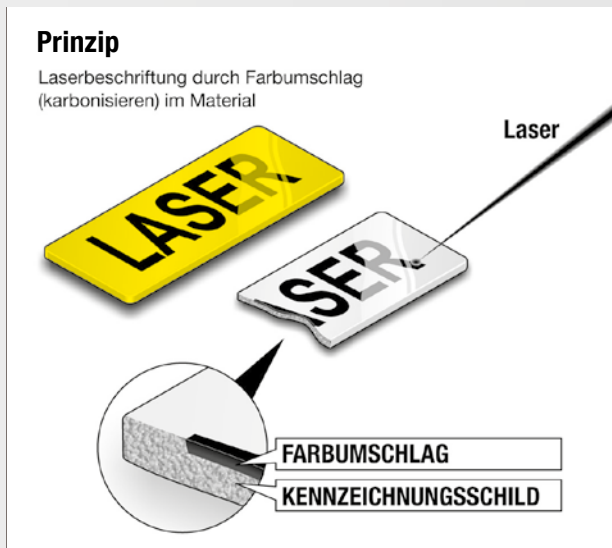 Prinzip
Laserbeschriftung durch Farbumschlag
(karbonisieren) im Material
Laser
LASER
SER
FARBUMSCHLAG
KENNZEICHNUNGSSCHILD